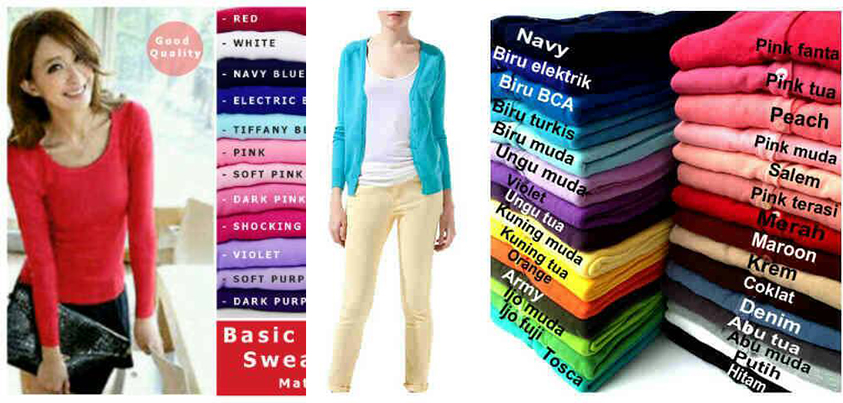 Good
Quality
- RED
- WHITE
- NAVY BLUE
- ELECTRIC
- TIFFANY
- PINK
- SOFT PINK
- DARK PINK
- SHOCKING
- VIOLET
- SOFT PURP
- DARK PURP
Basic
Swea
Mat
Navy
Biru elektrik
Biru BCA
Biru turkis
Biru muda
Ungu muda
Violet
Ungu tua
Kuning muda
Kuning tua
Orange
Army
Ijo muda
Ijo fuji
Tosca
Pink fanta
Pink tua
Peach
Pink muda
Salem
Pink terasi
Merah
Maroon
Krem
Coklat
Denim
Abu tua
Abu muda
Putih
Hitam